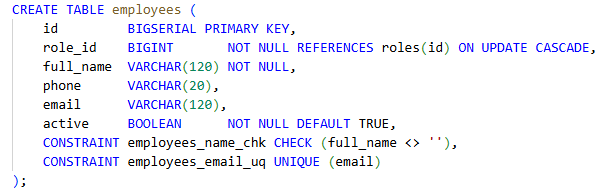 CREATE TABLE employees (
    id        BIGSERIAL PRIMARY KEY,
    role_id   BIGINT       NOT NULL REFERENCES roles(id) ON UPDATE CASCADE,
    full_name VARCHAR(120) NOT NULL,
    phone     VARCHAR(20),
    email     VARCHAR(120),
    active    BOOLEAN      NOT NULL DEFAULT TRUE,
    CONSTRAINT employees_name_chk CHECK (full_name <> ''),
    CONSTRAINT employees_email_uq UNIQUE (email)
);